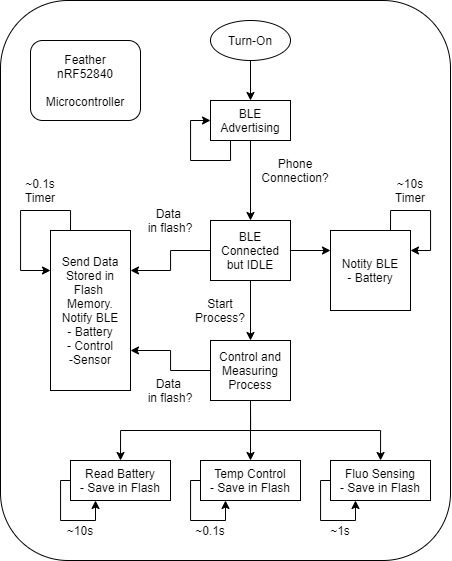 Turn-On
Feather
nRF52840
Microcontroller
BLE
Advertising
Phone
Connection?
~0.1s
Timer
Data
in flash?
~10s
Timer
Send Data
Stored in
Flash
Memory.
Notify BLE
- Battery
- Control
-Sensor
BLE
Connected
but IDLE
Notity BLE
- Battery
Start
Process?
Control and
Measuring
Process
Data
in flash?
Read Battery
- Save in Flash
Temp Control
- Save in Flash
Fluo Sensing
- Save in Flash
~10s
~0.1s
~1s